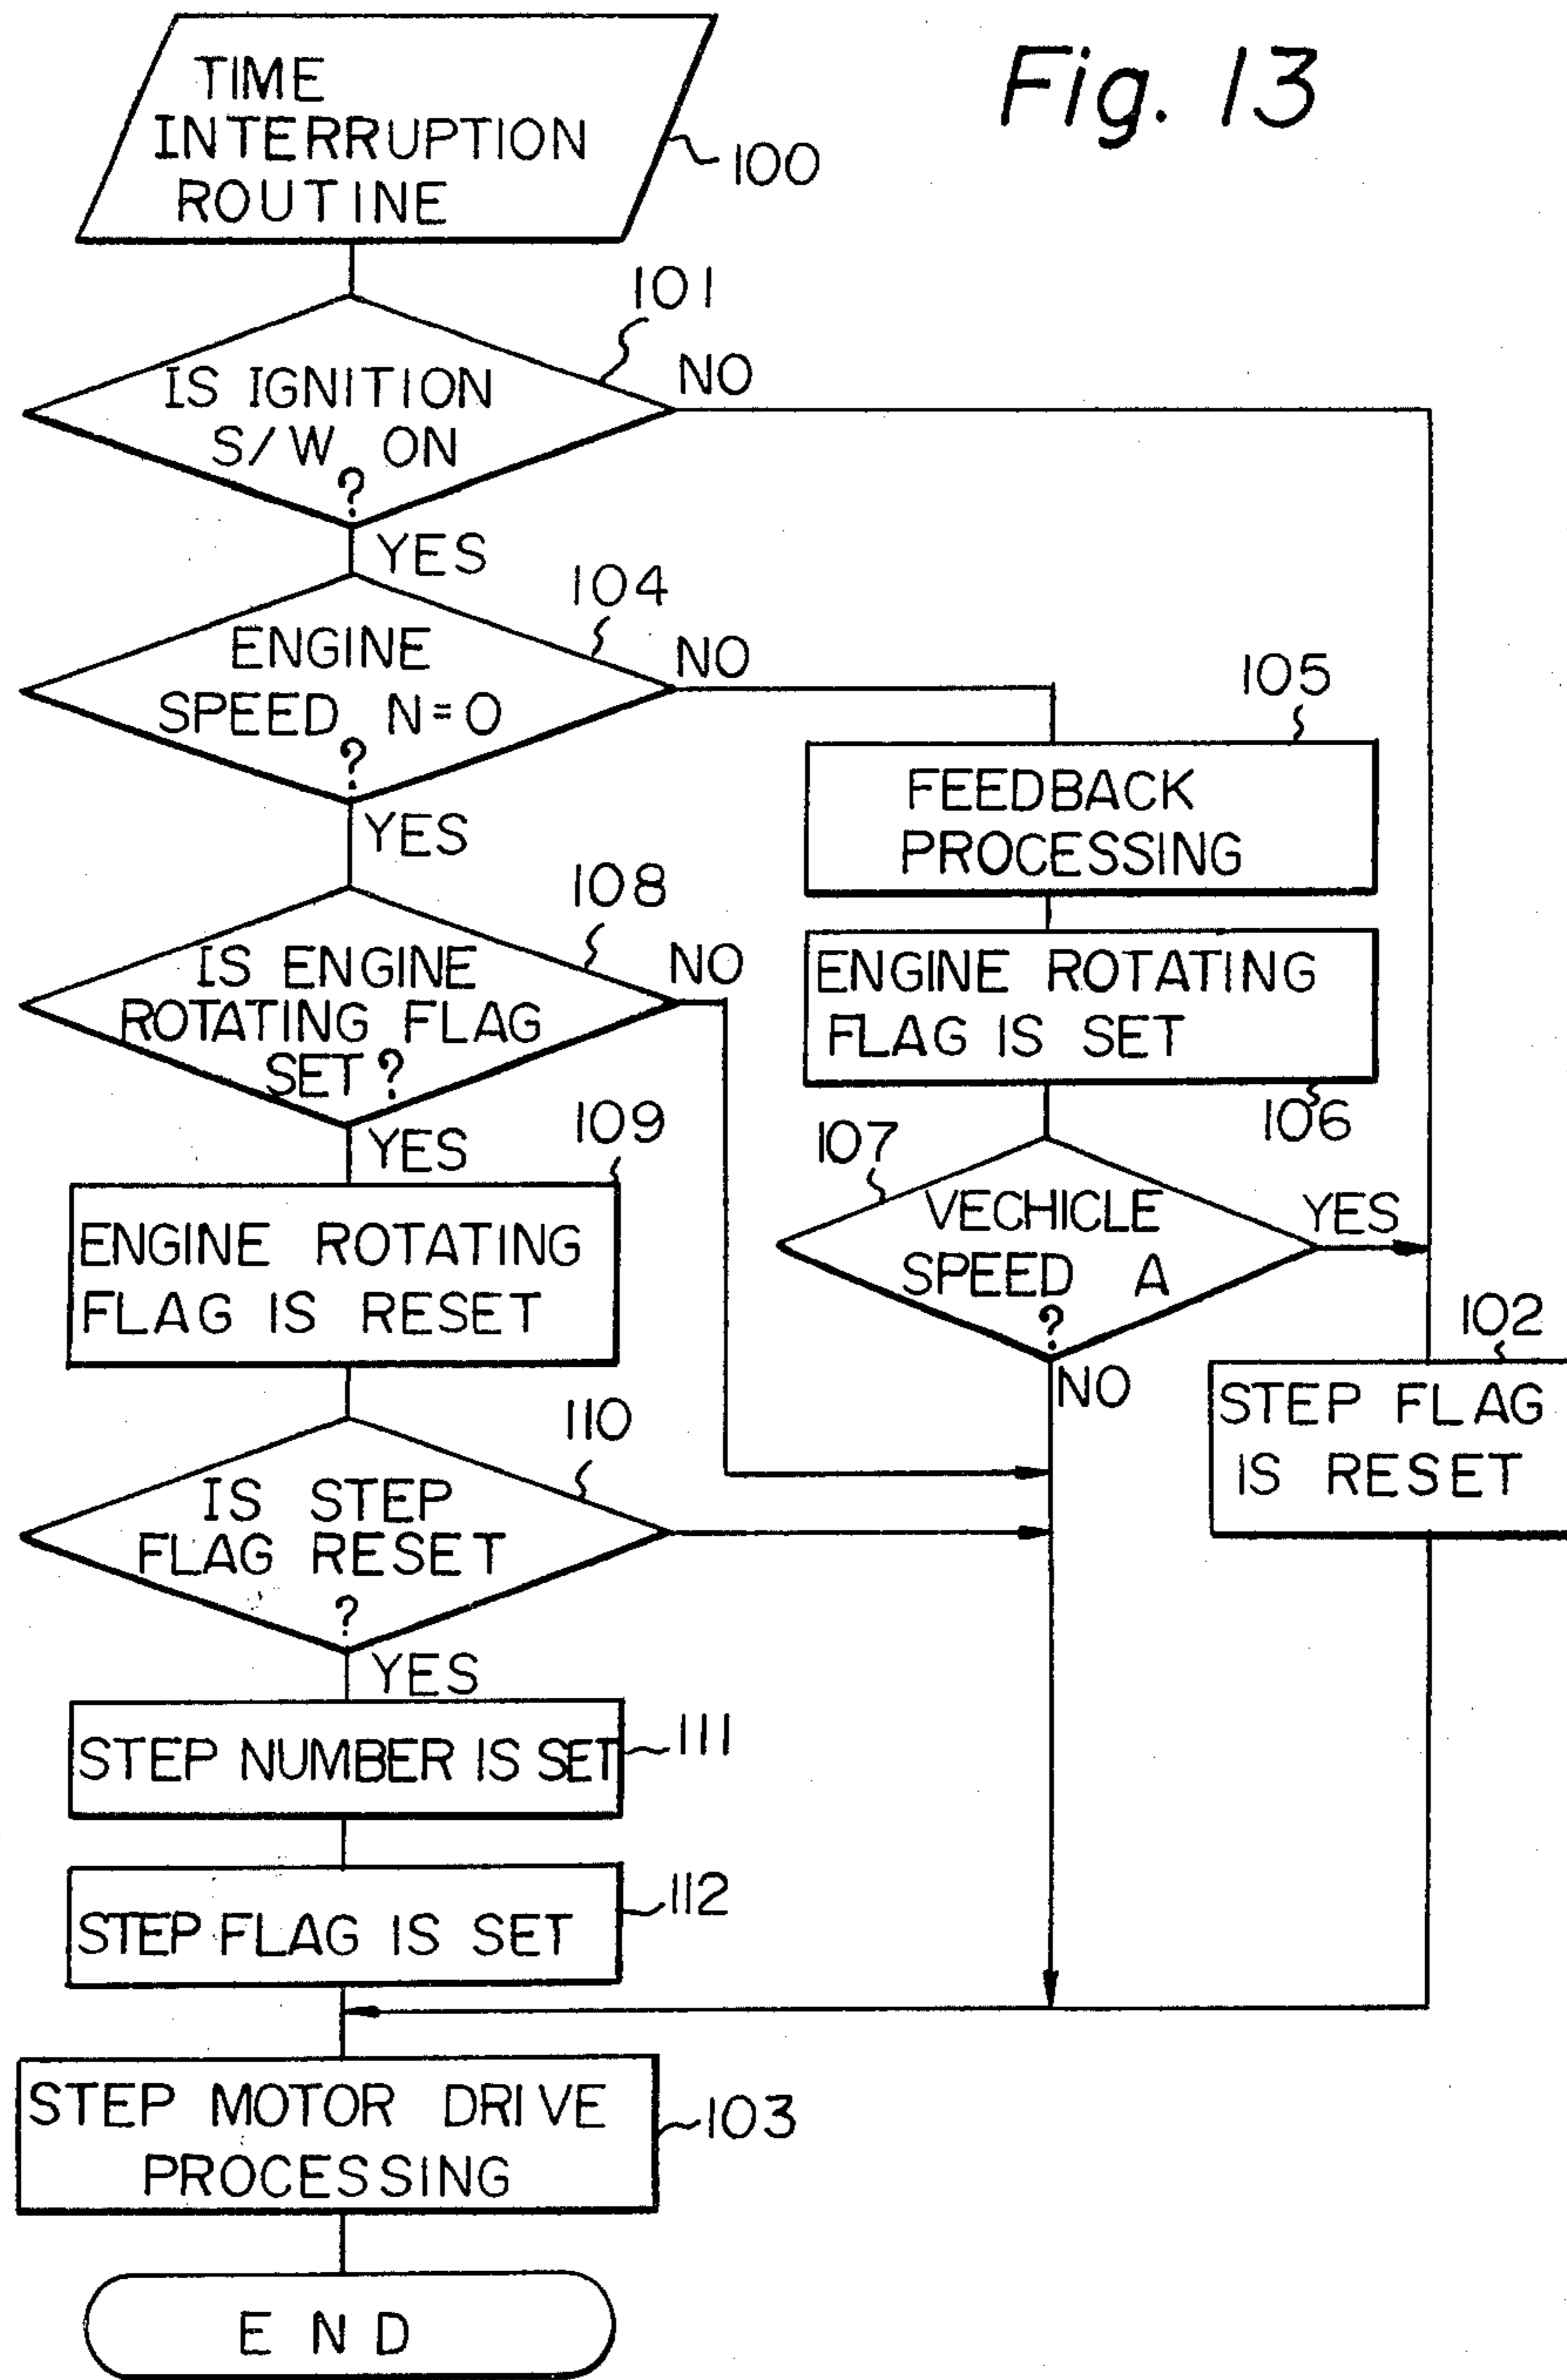 Fig. 13
TIME
INTERRUPTION
ROUTINE
100
101
IS IGNITION
S/W ON
?
NO
YES
104
ENGINE
SPEED N=0
?
NO
YES
105
FEEDBACK
PROCESSING
108
IS ENGINE
ROTATING FLAG
SET?
NO
YES
ENGINE ROTATING
FLAG IS SET
106
107
VECHICLE
SPEED A
?
YES
NO
109
ENGINE ROTATING
FLAG IS RESET
102
STEP FLAG
IS RESET
110
IS STEP
FLAG RESET
?
YES
STEP NUMBER IS SET
111
STEP FLAG IS SET
112
STEP MOTOR DRIVE
PROCESSING
103
END